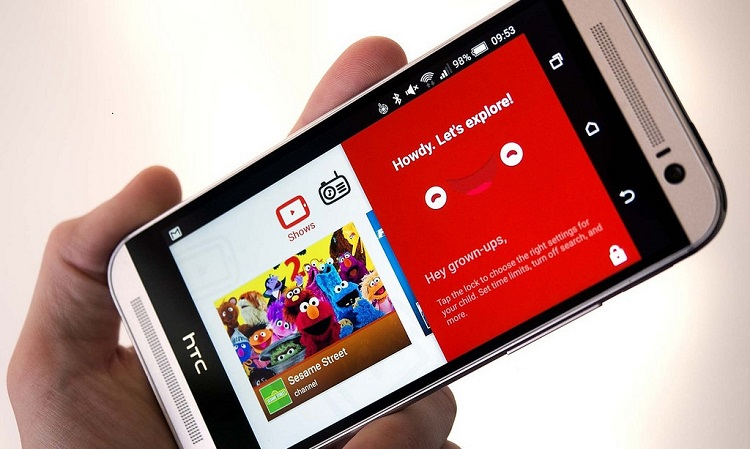 98% 09:53
Howdy. Let's explore!
Shows
Hey grown-ups,
Tap the lock to choose the right settings for
your child. Set time limits, turn off search, and
more.
Sesame Street
channel
hTC